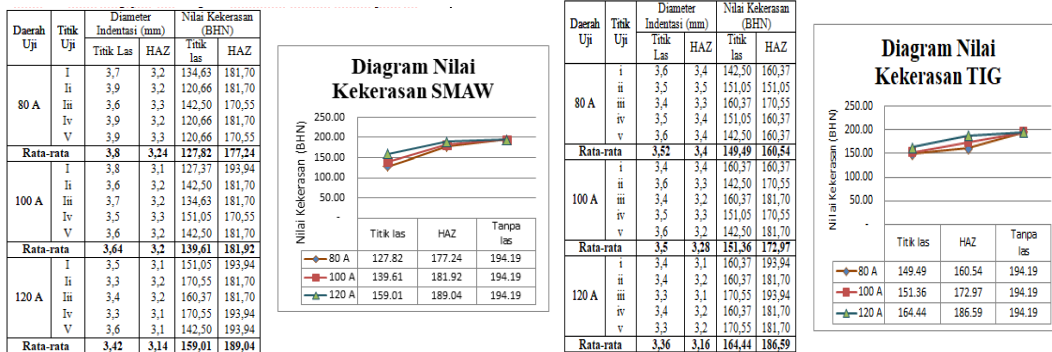 Daerah Uji Titik Uji Diameter Indentasi (mm) Nilai Kekerasan (BHN)
Titik Las HAZ Titik las HAZ
80 A I 3,7 3,2 134,63 181,70
Ii 3,9 3,2 120,66 181,70
Iii 3,6 3,3 142,50 170,55
Iv 3,9 3,2 120,66 181,70
V 3,9 3,3 120,66 170,55
Rata-rata 3,8 3,24 127,82 177,24
100 A I 3,8 3,1 127,37 193,94
Ii 3,6 3,2 142,50 181,70
Iii 3,7 3,2 134,63 181,70
Iv 3,5 3,3 151,05 170,55
V 3,6 3,2 142,50 181,70
Rata-rata 3,64 3,2 139,61 181,92
120 A I 3,5 3,1 151,05 193,94
Ii 3,3 3,2 170,55 181,70
Iii 3,4 3,2 160,37 181,70
Iv 3,3 3,1 170,55 193,94
V 3,6 3,1 142,50 193,94
Rata-rata 3,42 3,14 159,01 189,04
Diagram Nilai
Kekerasan SMAW
Nilai Kekerasan (BHN)
250.00
200.00
150.00
100.00
50.00
-
Titik las HAZ Tanpa las
80 A 127.82 177.24 194.19
100 A 139.61 181.92 194.19
120 A 159.01 189.04 194.19
Daerah Uji Titik Uji Diameter Indentasi (mm) Nilai Kekerasan (BHN)
Titik Las HAZ Titik las HAZ
80 A i 3,6 3,4 142,50 160,37
ii 3,5 3,5 151,05 151,05
iii 3,4 3,3 160,37 170,55
iv 3,5 3,4 151,05 160,37
v 3,6 3,4 142,50 160,37
Rata-rata 3,52 3,4 149,49 160,54
100 A i 3,4 3,4 160,37 160,37
ii 3,6 3,3 142,50 170,55
iii 3,4 3,2 160,37 181,70
iv 3,5 3,3 151,05 170,55
v 3,6 3,2 142,50 181,70
Rata-rata 3,5 3,28 151,36 172,97
120 A i 3,4 3,1 160,37 193,94
ii 3,4 3,2 160,37 181,70
iii 3,3 3,1 170,55 193,94
iv 3,4 3,2 160,37 181,70
v 3,3 3,2 170,55 181,70
Rata-rata 3,36 3,16 164,44 186,59
Diagram Nilai
Kekerasan TIG
Nilai Kekerasan (BHN)
250.00
200.00
150.00
100.00
50.00
-
Titik las HAZ Tanpa las
80 A 149.49 160.54 194.19
100 A 151.36 172.97 194.19
120 A 164.44 186.59 194.19